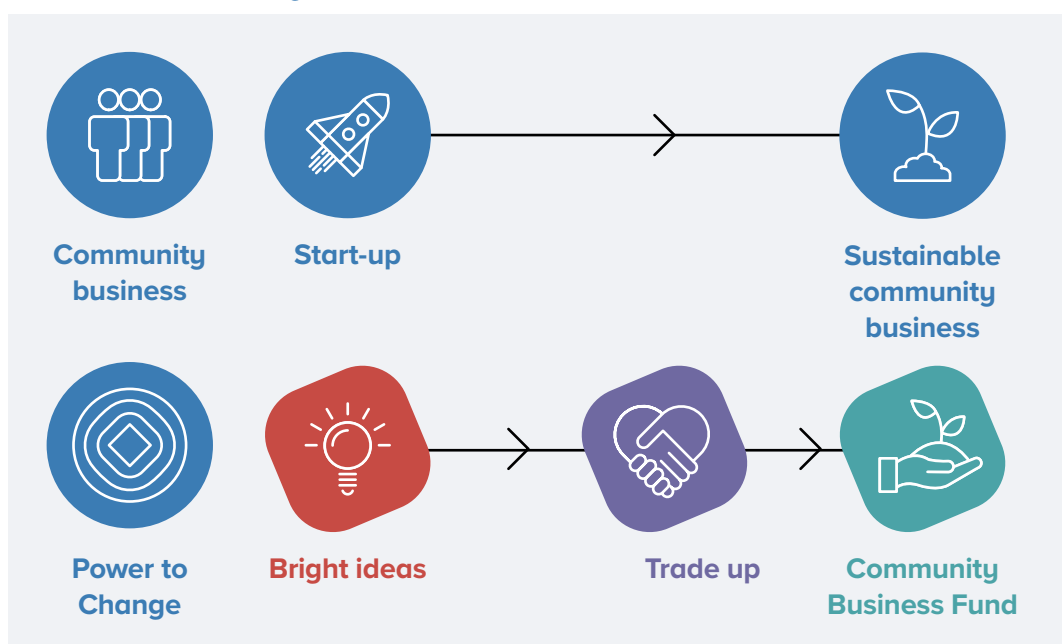 Community
business
Start-up
Sustainable
community
business
Power to
Change
Bright ideas
Trade up
Community
Business Fund